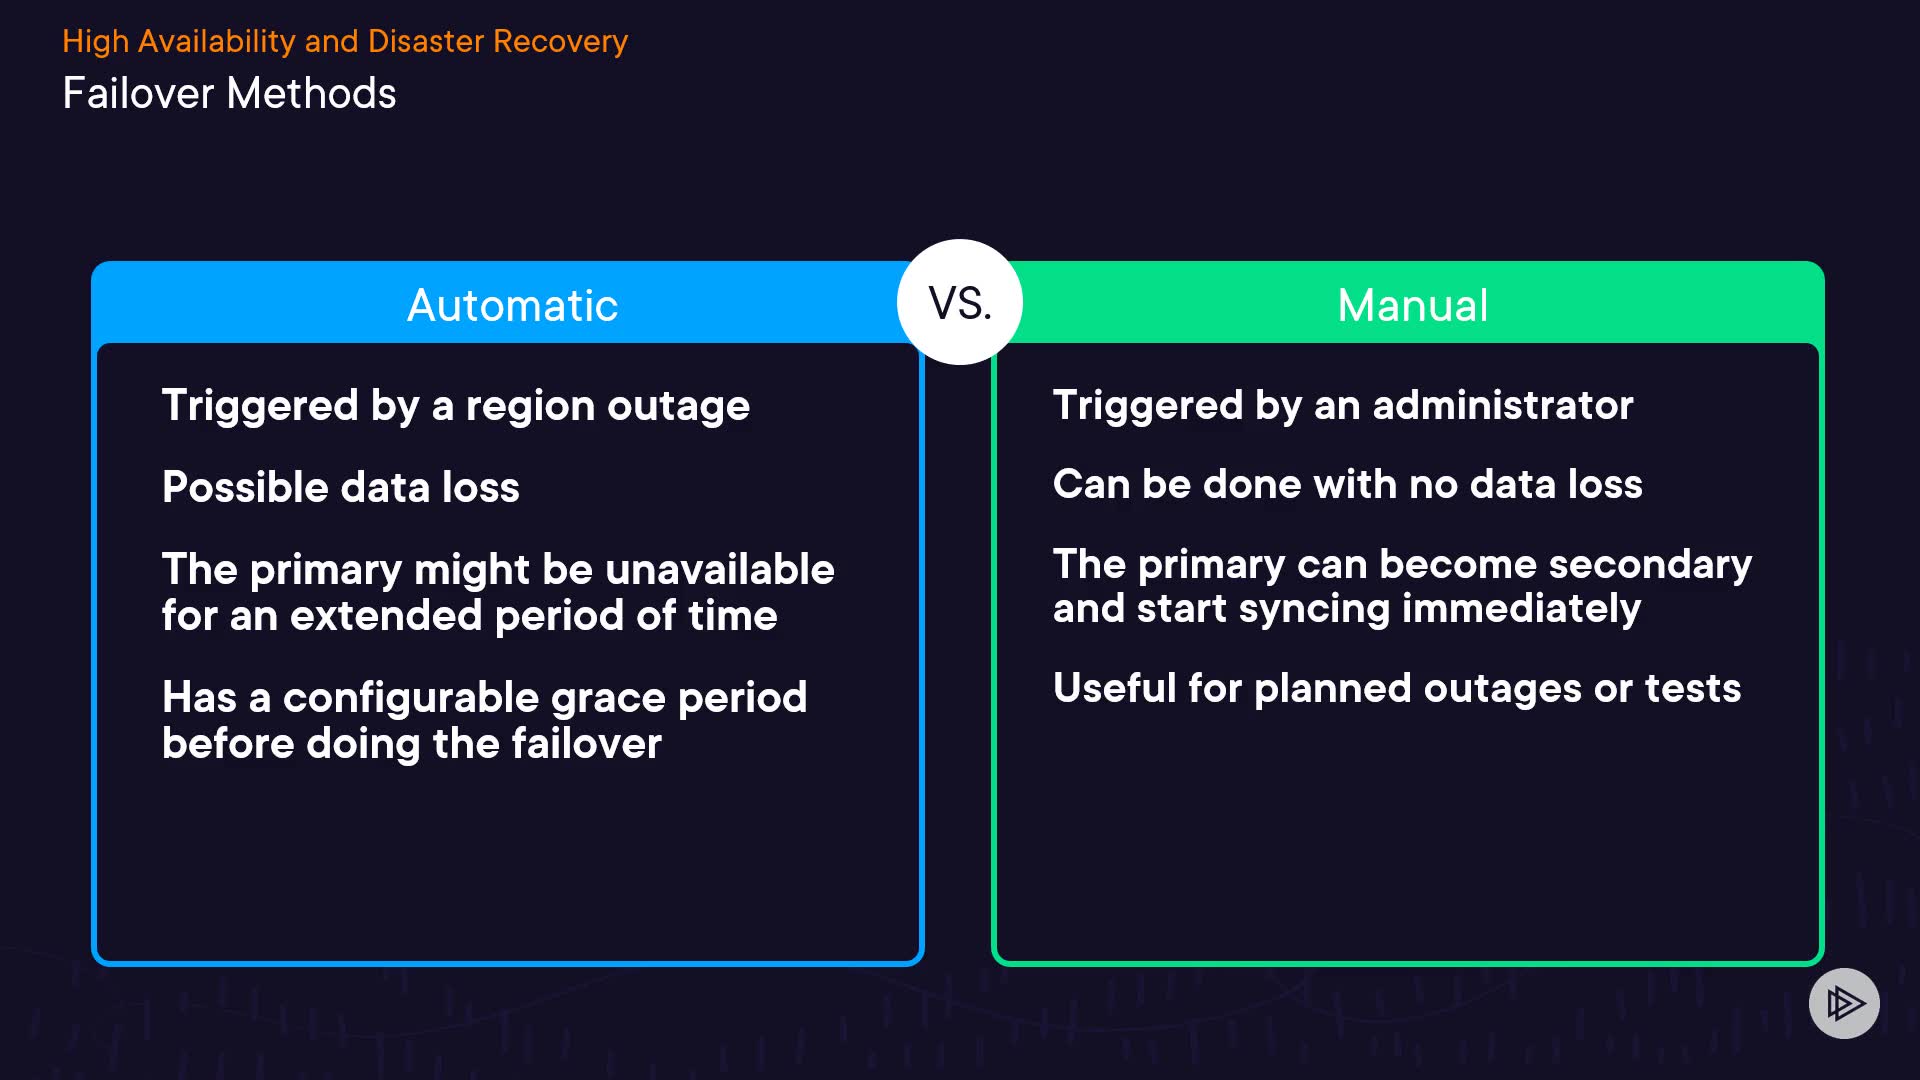 High Availability and Disaster Recovery
Failover Methods
Automatic
VS.
Manual
Triggered by a region outage
Possible data loss
The primary might be unavailable
for an extended period of time
Has a configurable grace period
before doing the failover
Triggered by an administrator
Can be done with no data loss
The primary can become secondary
and start syncing immediately
Useful for planned outages or tests